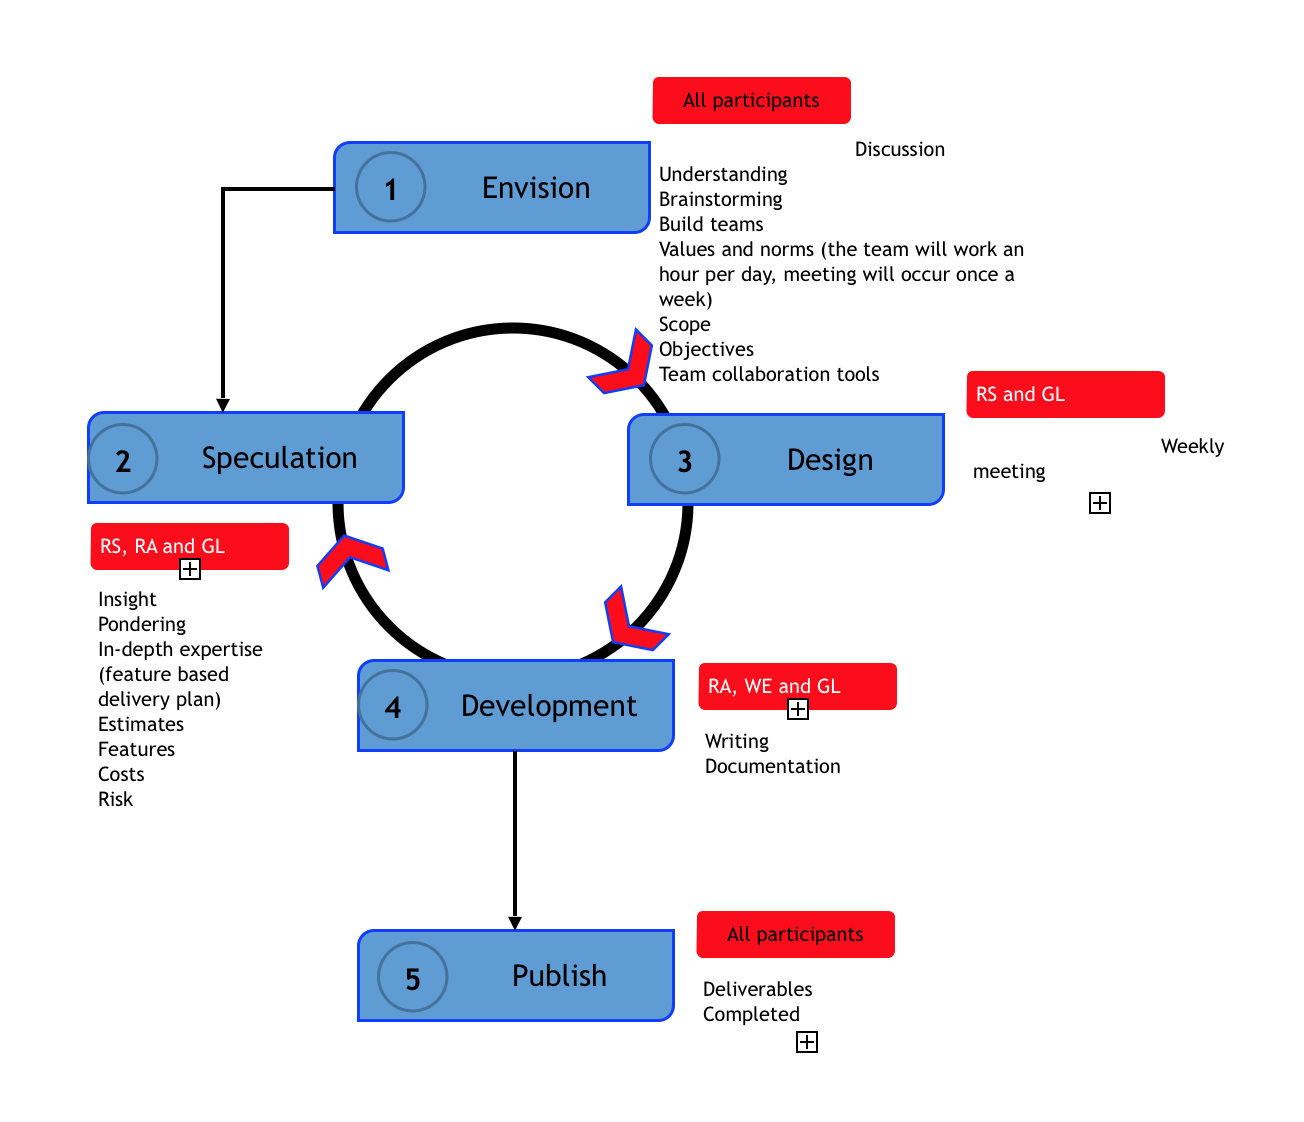 All participants
Discussion
1 Envision
Understanding
Brainstorming
Build teams
Values and norms (the team will work an
hour per day, meeting will occur once a
week)
Scope
Objectives
Team collaboration tools
2 Speculation
RS, RA and GL
Insight
Pondering
In-depth expertise
(feature based
delivery plan)
Estimates
Features
Costs
Risk
3 Design
RS and GL
Weekly
meeting
4 Development
RA, WE and GL
Writing
Documentation
5 Publish
All participants
Deliverables
Completed